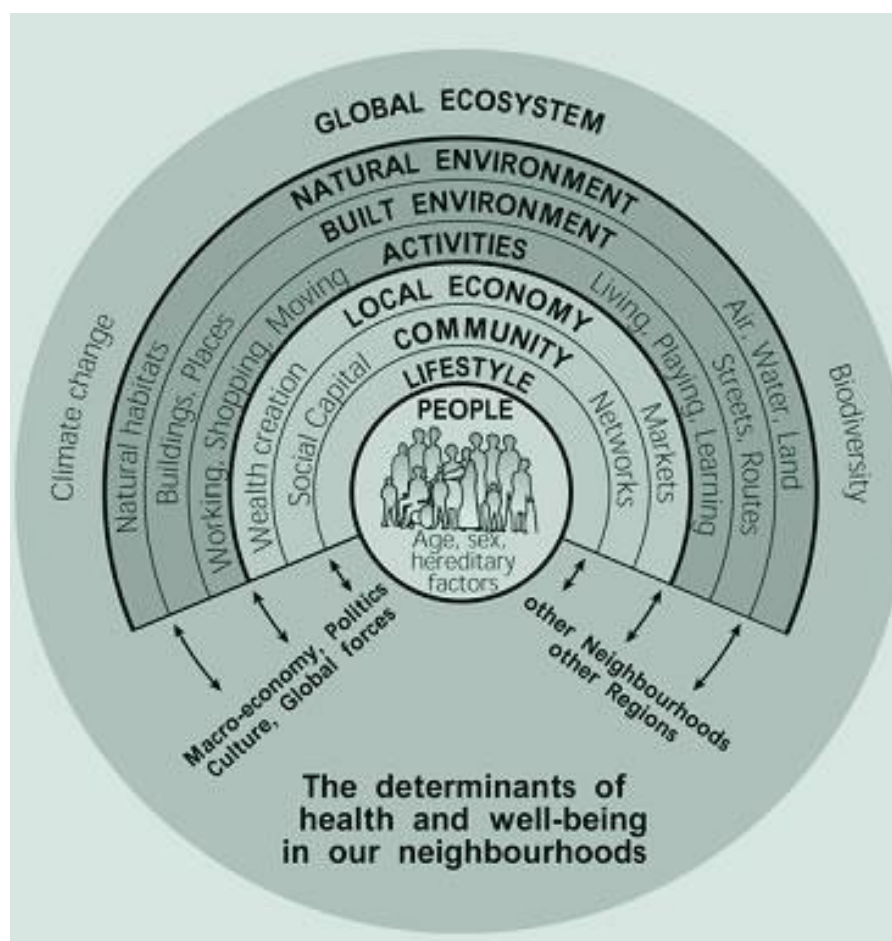 GLOBAL ECOSYSTEM
NATURAL ENVIRONMENT
BUILT ENVIRONMENT
ACTIVITIES
LOCAL ECONOMY
COMMUNITY
LIFESTYLE
PEOPLE
Age, sex,
hereditary
factors
Climate change
Natural habitats
Buildings, Places
Working, Shopping, Moving
Wealth creation
Social Capital
Networks
Markets
Living, Playing, Learning
Streets, Routes
Air, Water, Land
Biodiversity
Macro-economy, Politics
Culture, Global forces
other Neighbourhoods
other Regions
The determinants of
health and well-being
in our neighbourhoods